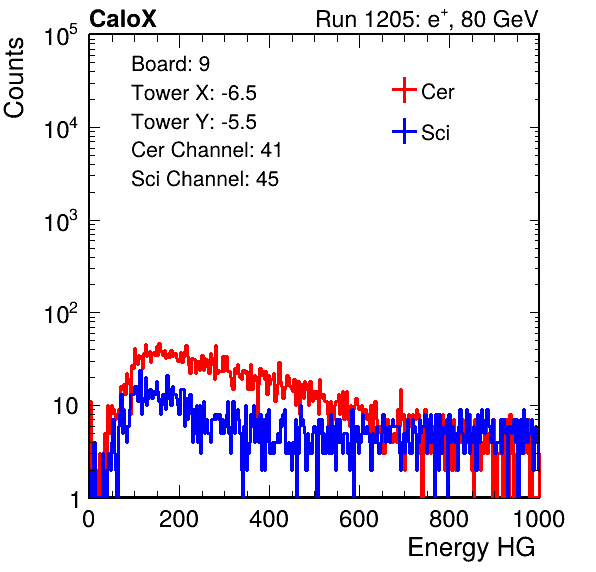 CaloX Run 1205: e⁺, 80 GeV
Counts
Board: 9
Tower X: -6.5
Tower Y: -5.5
Cer Channel: 41
Sci Channel: 45
Cer
Sci
10⁵
10⁴
10³
10²
10
1
0 200 400 600 800 1000
Energy HG